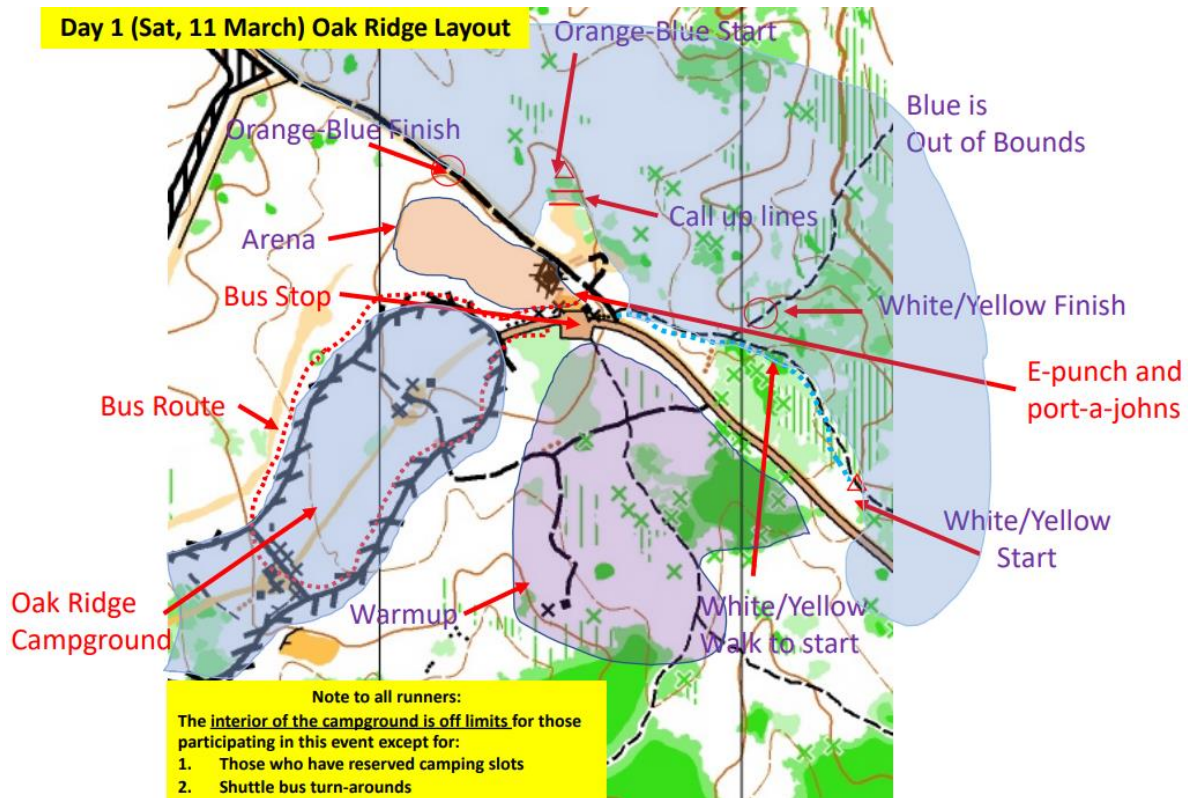 Day 1 (Sat, 11 March) Oak Ridge Layout
Orange-Blue Start
Blue is
Out of Bounds
Orange-Blue Finish
Call up lines
Arena
Bus Stop
White/Yellow Finish
E-punch and
port-a-johns
Bus Route
White/Yellow
Start
Oak Ridge
Campground
Warmup
White/Yellow
Walk to start
Note to all runners:
The interior of the campground is off limits for those
participating in this event except for:
1. Those who have reserved camping slots
2. Shuttle bus turn-arounds